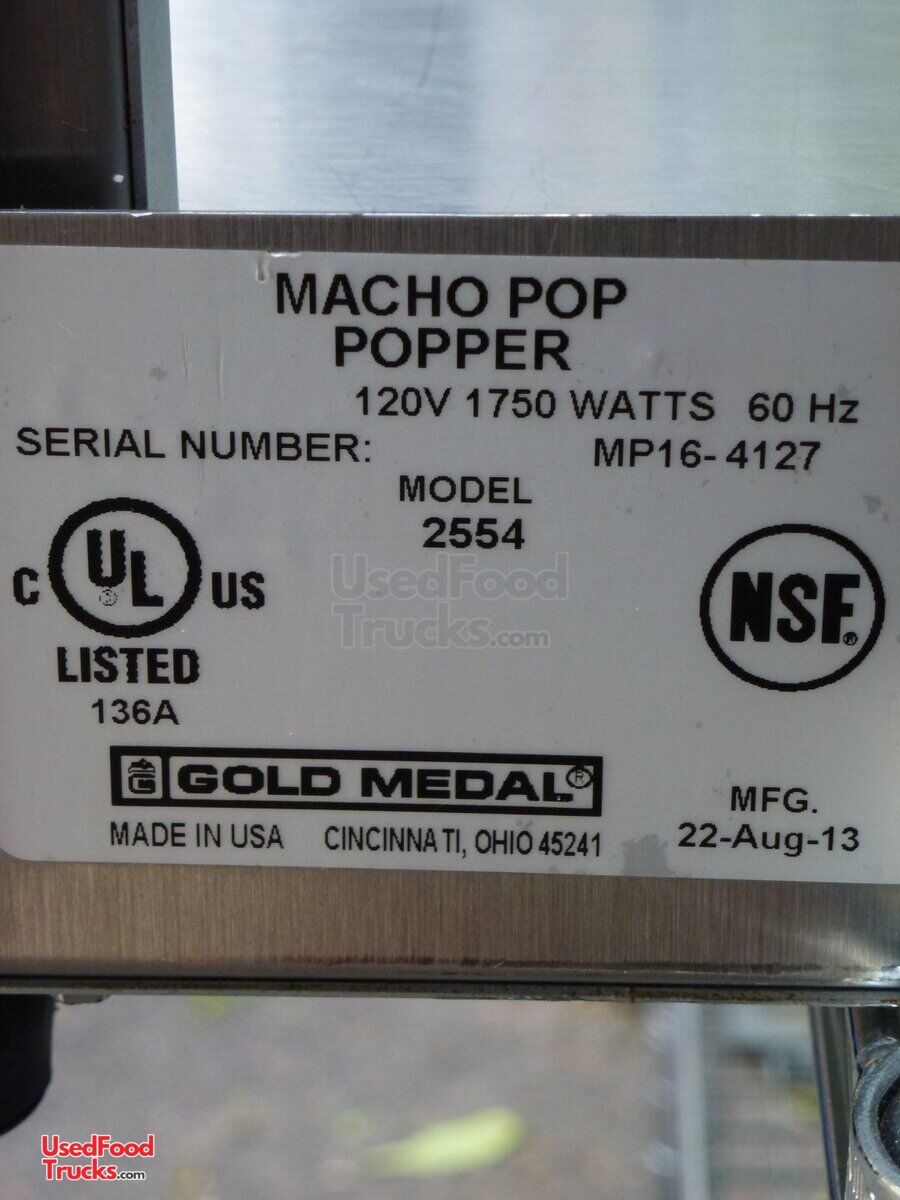 MACHO POP
POPPER
120V 1750 WATTS 60 Hz
SERIAL NUMBER: MP16-4127
MODEL
2554
C UL US
LISTED
136A
NSF®
UsedFood
Trucks.com
GOLD MEDAL®
MADE IN USA CINCINNATI, OHIO 45241
MFG.
22-Aug-13
UsedFood
Trucks.com